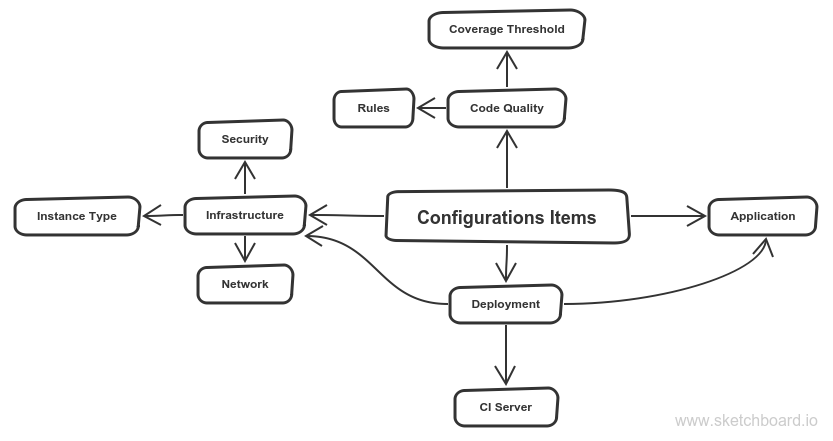 Coverage Threshold
Rules
Code Quality
Security
Instance Type
Infrastructure
Configurations Items
Application
Network
Deployment
CI Server
www.sketchboard.io